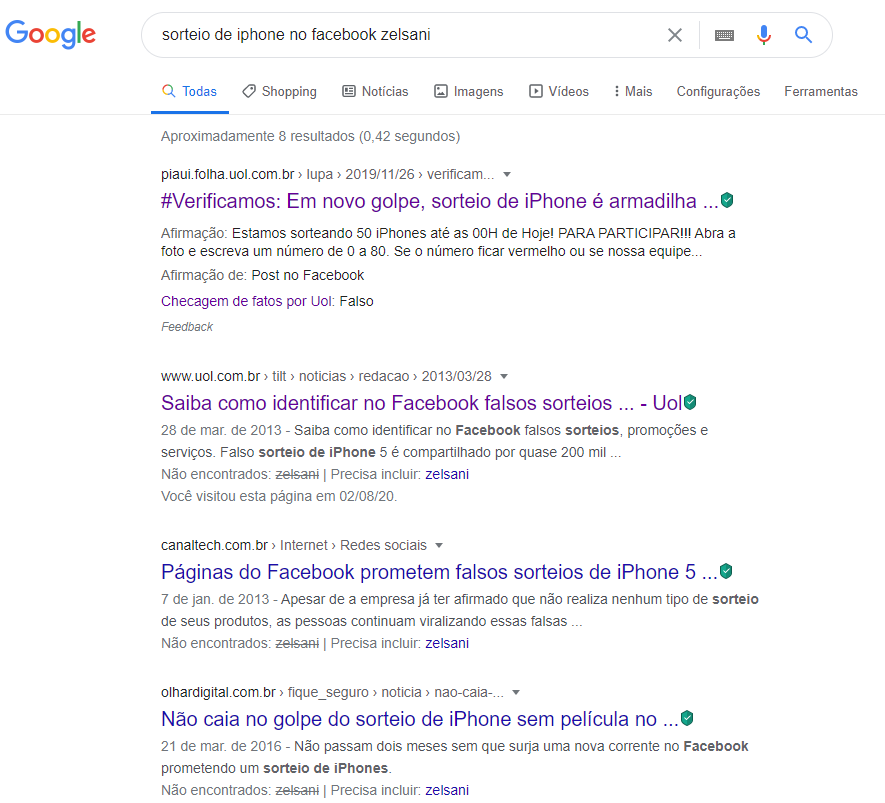 Google
sorteio de iphone no facebook zelsani
Todas Shopping Notícias Imagens Vídeos Mais Configurações Ferramentas
Aproximadamente 8 resultados (0,42 segundos)
piaui.folha.uol.com.br › lupa › 2019/11/26 › verificam...
#Verificamos: Em novo golpe, sorteio de iPhone é armadilha ...
Afirmação: Estamos sorteando 50 iPhones até as 00H de Hoje! PARA PARTICIPAR!!! Abra a
foto e escreva um número de 0 a 80. Se o número ficar vermelho ou se nossa equipe...
Afirmação de: Post no Facebook
Checagem de fatos por Uol: Falso
Feedback
www.uol.com.br › tilt › noticias › redacao › 2013/03/28
Saiba como identificar no Facebook falsos sorteios ... - Uol
28 de mar. de 2013 - Saiba como identificar no Facebook falsos sorteios, promoções e
serviços. Falso sorteio de iPhone 5 é compartilhado por quase 200 mil ...
Não encontrados: zelsani | Precisa incluir: zelsani
Você visitou esta página em 02/08/20.
canaltech.com.br › Internet › Redes sociais
Páginas do Facebook prometem falsos sorteios de iPhone 5 ...
7 de jan. de 2013 - Apesar de a empresa já ter afirmado que não realiza nenhum tipo de sorteio
de seus produtos, as pessoas continuam viralizando essas falsas ...
Não encontrados: zelsani | Precisa incluir: zelsani
olhardigital.com.br › fique_seguro › noticia › nao-caia-...
Não caia no golpe do sorteio de iPhone sem película no ...
21 de mar. de 2016 - Não passam dois meses sem que surja uma nova corrente no Facebook
prometendo um sorteio de iPhones.
Não encontrados: zelsani | Precisa incluir: zelsani